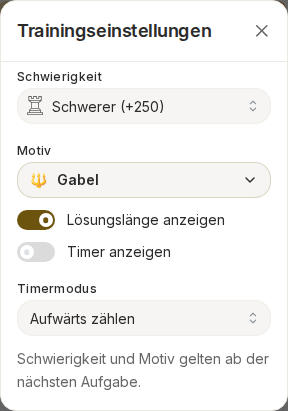 Trainingseinstellungen
Schwierigkeit
Schwerer (+250)
Motiv
Gabel
Lösungslänge anzeigen
Timer anzeigen
Timermodus
Aufwärts zählen
Schwierigkeit und Motiv gelten ab der
nächsten Aufgabe.